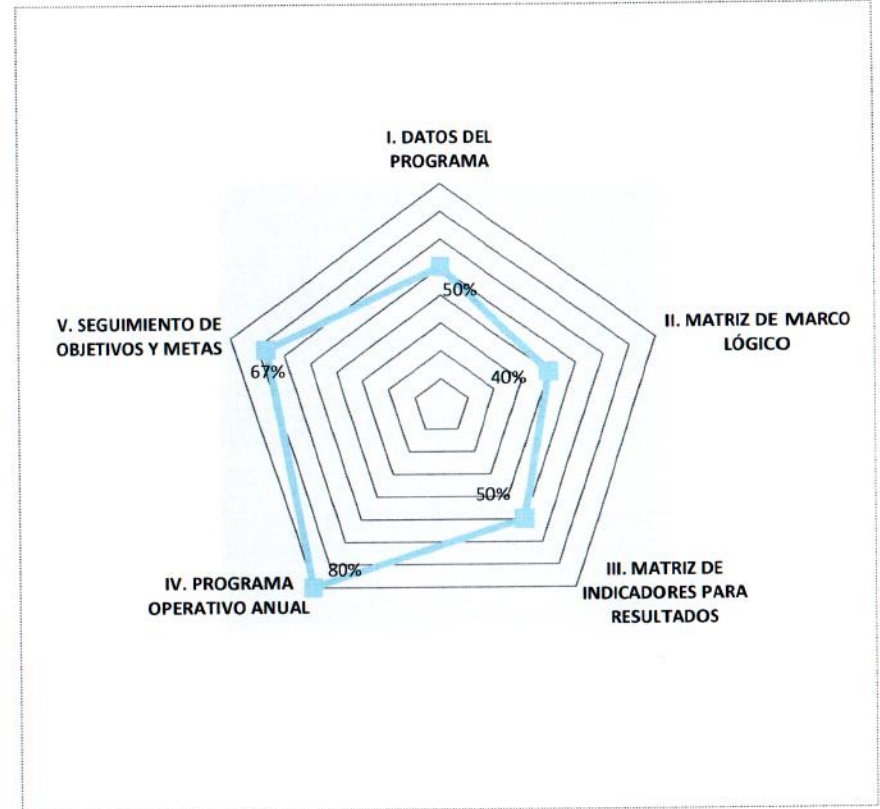 I. DATOS DEL
PROGRAMA
50%
II. MATRIZ DE MARCO
LÓGICO
40%
50%
III. MATRIZ DE
INDICADORES PARA
RESULTADOS
80%
IV. PROGRAMA
OPERATIVO ANUAL
V. SEGUIMIENTO DE
OBJETIVOS Y METAS
67%